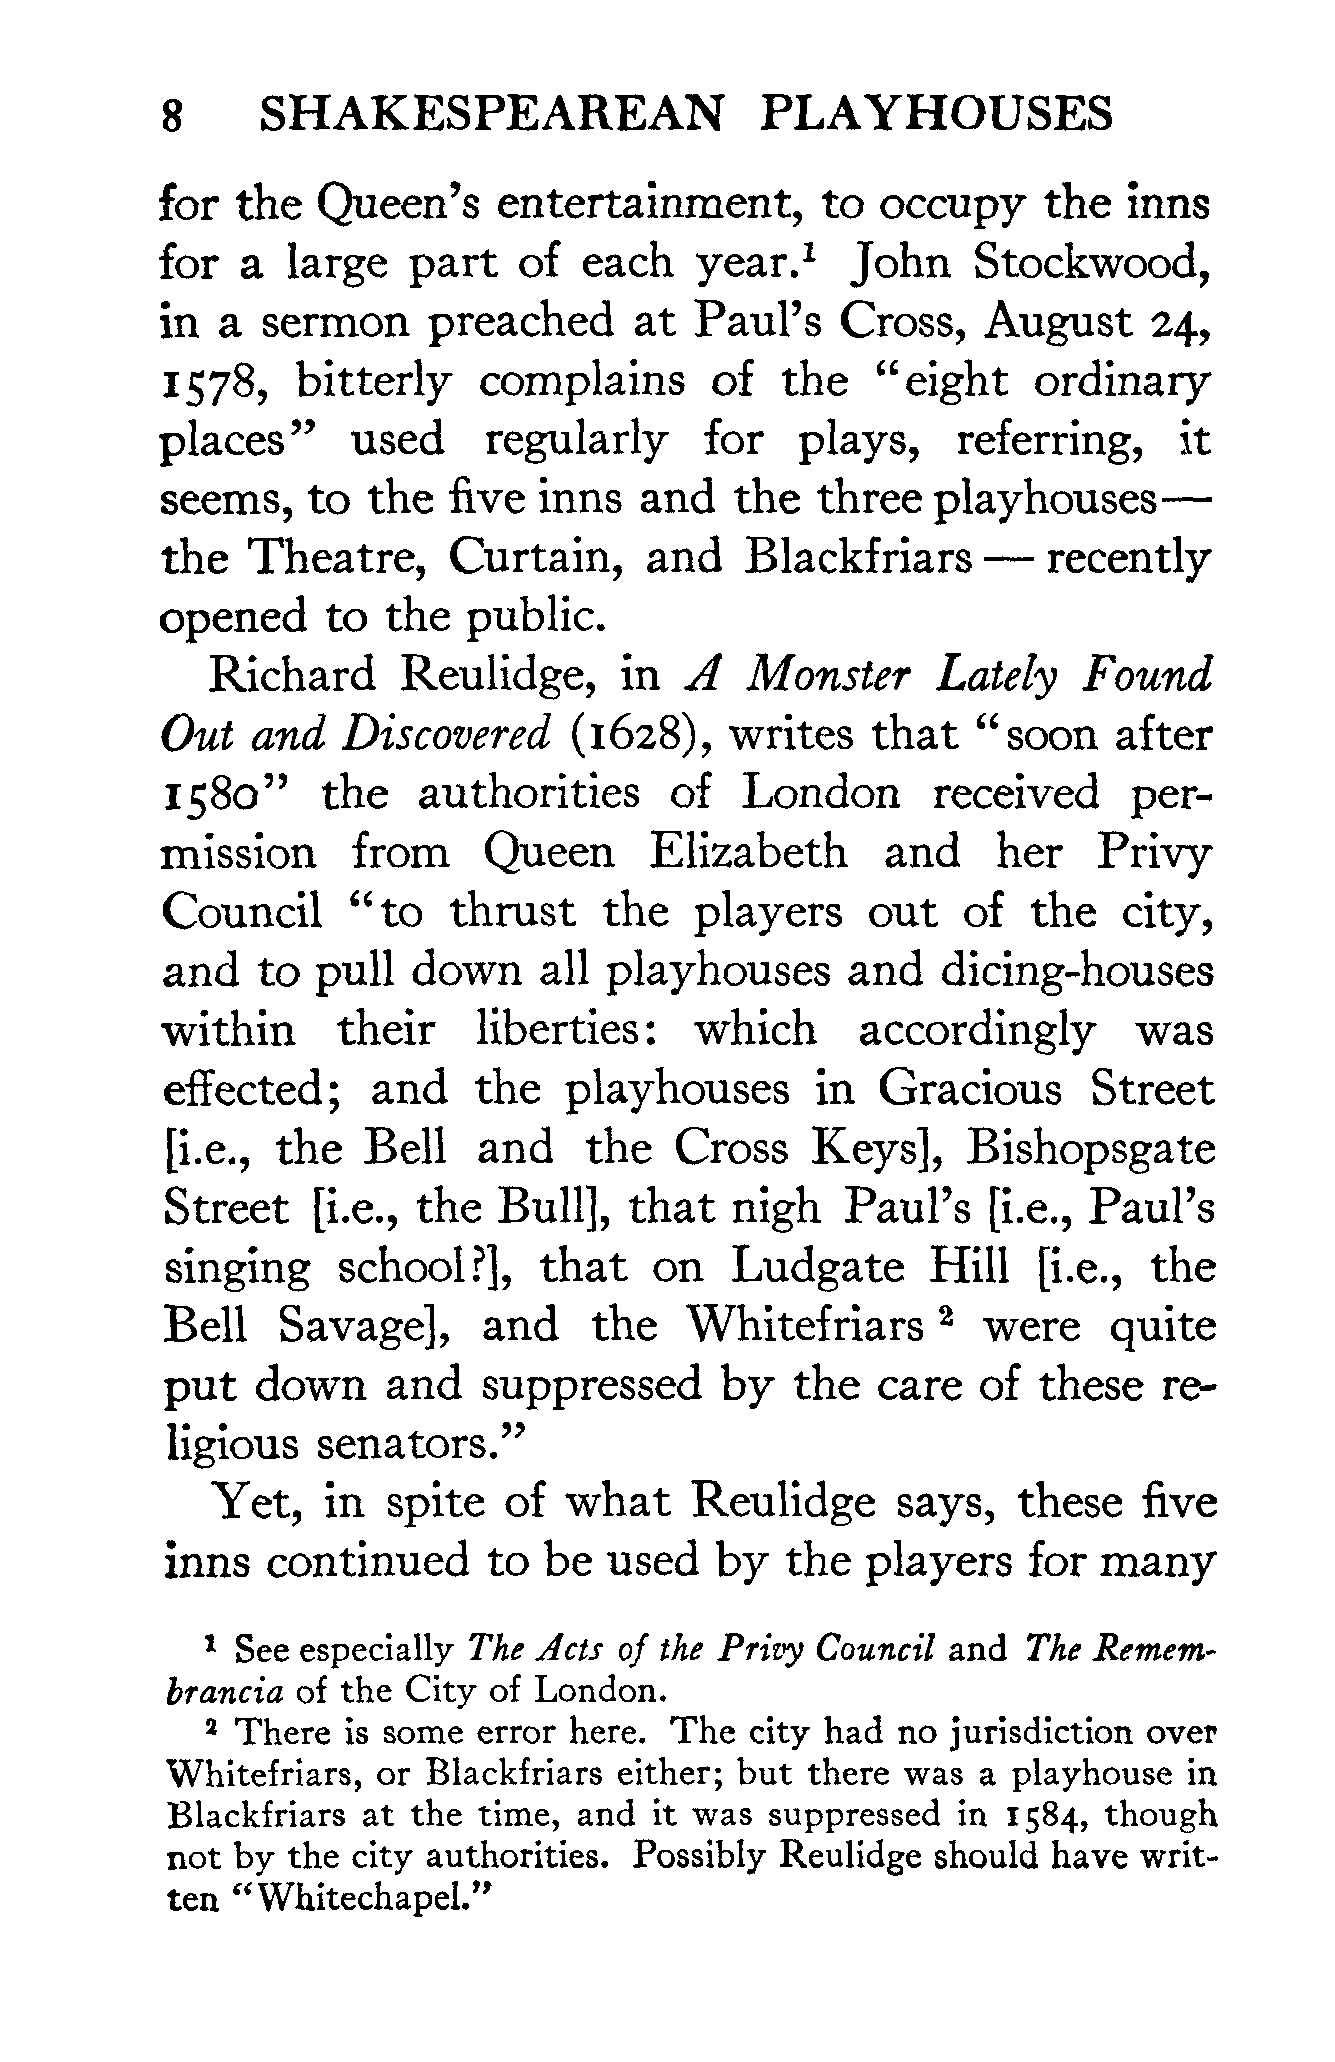 8 SHAKESPEAREAN PLAYHOUSES
for the Queen's entertainment, to occupy the inns
for a large part of each year.¹ John Stockwood,
in a sermon preached at Paul's Cross, August 24,
1578, bitterly complains of the "eight ordinary
places" used regularly for plays, referring, it
seems, to the five inns and the three playhouses—
the Theatre, Curtain, and Blackfriars — recently
opened to the public.
Richard Reulidge, in A Monster Lately Found
Out and Discovered (1628), writes that "soon after
1580" the authorities of London received per-
mission from Queen Elizabeth and her Privy
Council "to thrust the players out of the city,
and to pull down all playhouses and dicing-houses
within their liberties: which accordingly was
effected; and the playhouses in Gracious Street
[i.e., the Bell and the Cross Keys], Bishopsgate
Street [i.e., the Bull], that nigh Paul's [i.e., Paul's
singing school?], that on Ludgate Hill [i.e., the
Bell Savage], and the Whitefriars ² were quite
put down and suppressed by the care of these re-
ligious senators."
Yet, in spite of what Reulidge says, these five
inns continued to be used by the players for many
¹ See especially The Acts of the Privy Council and The Remem-
brancia of the City of London.
² There is some error here. The city had no jurisdiction over
Whitefriars, or Blackfriars either; but there was a playhouse in
Blackfriars at the time, and it was suppressed in 1584, though
not by the city authorities. Possibly Reulidge should have writ-
ten "Whitechapel."